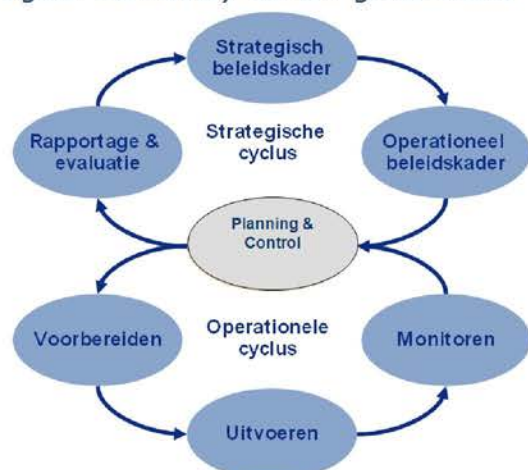 Strategisch
beleidskader
Rapportage &
evaluatie
Strategische
cyclus
Operationeel
beleidskader
Planning &
Control
Voorbereiden
Operationele
cyclus
Monitoren
Uitvoeren